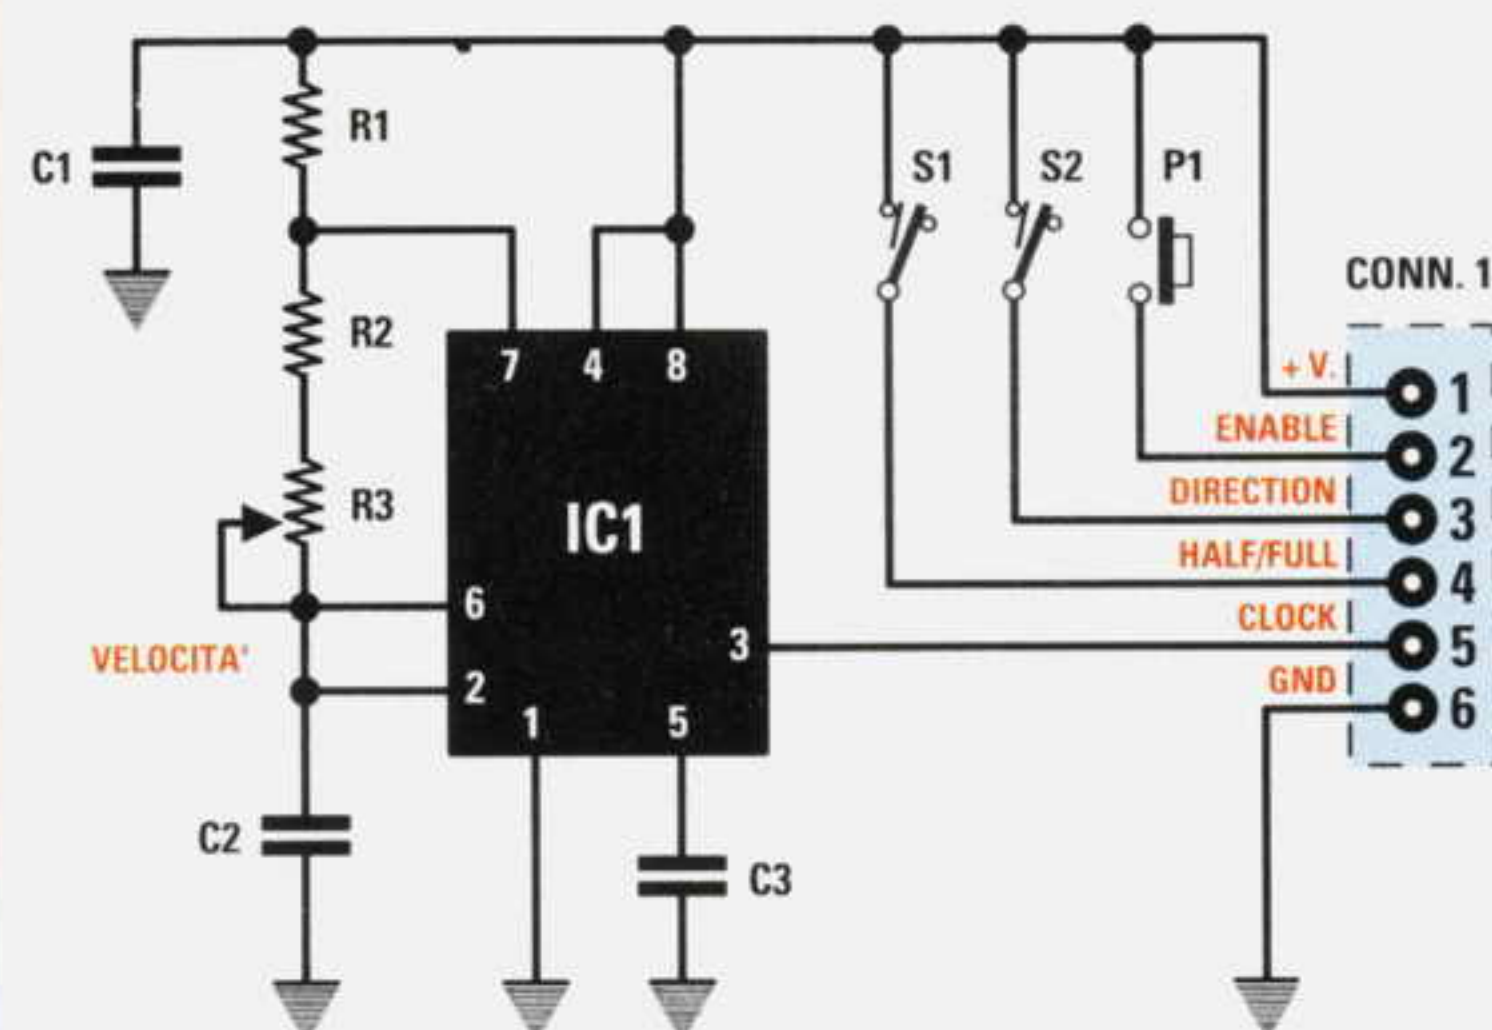 R1
C1
S1
S2
P1
CONN. 1
R2
7
4
8
+ V.
1
ENABLE
2
DIRECTION
3
R3
IC1
HALF/FULL
4
6
CLOCK
5
3
VELOCITA'
2
GND
6
1
5
C2
C3